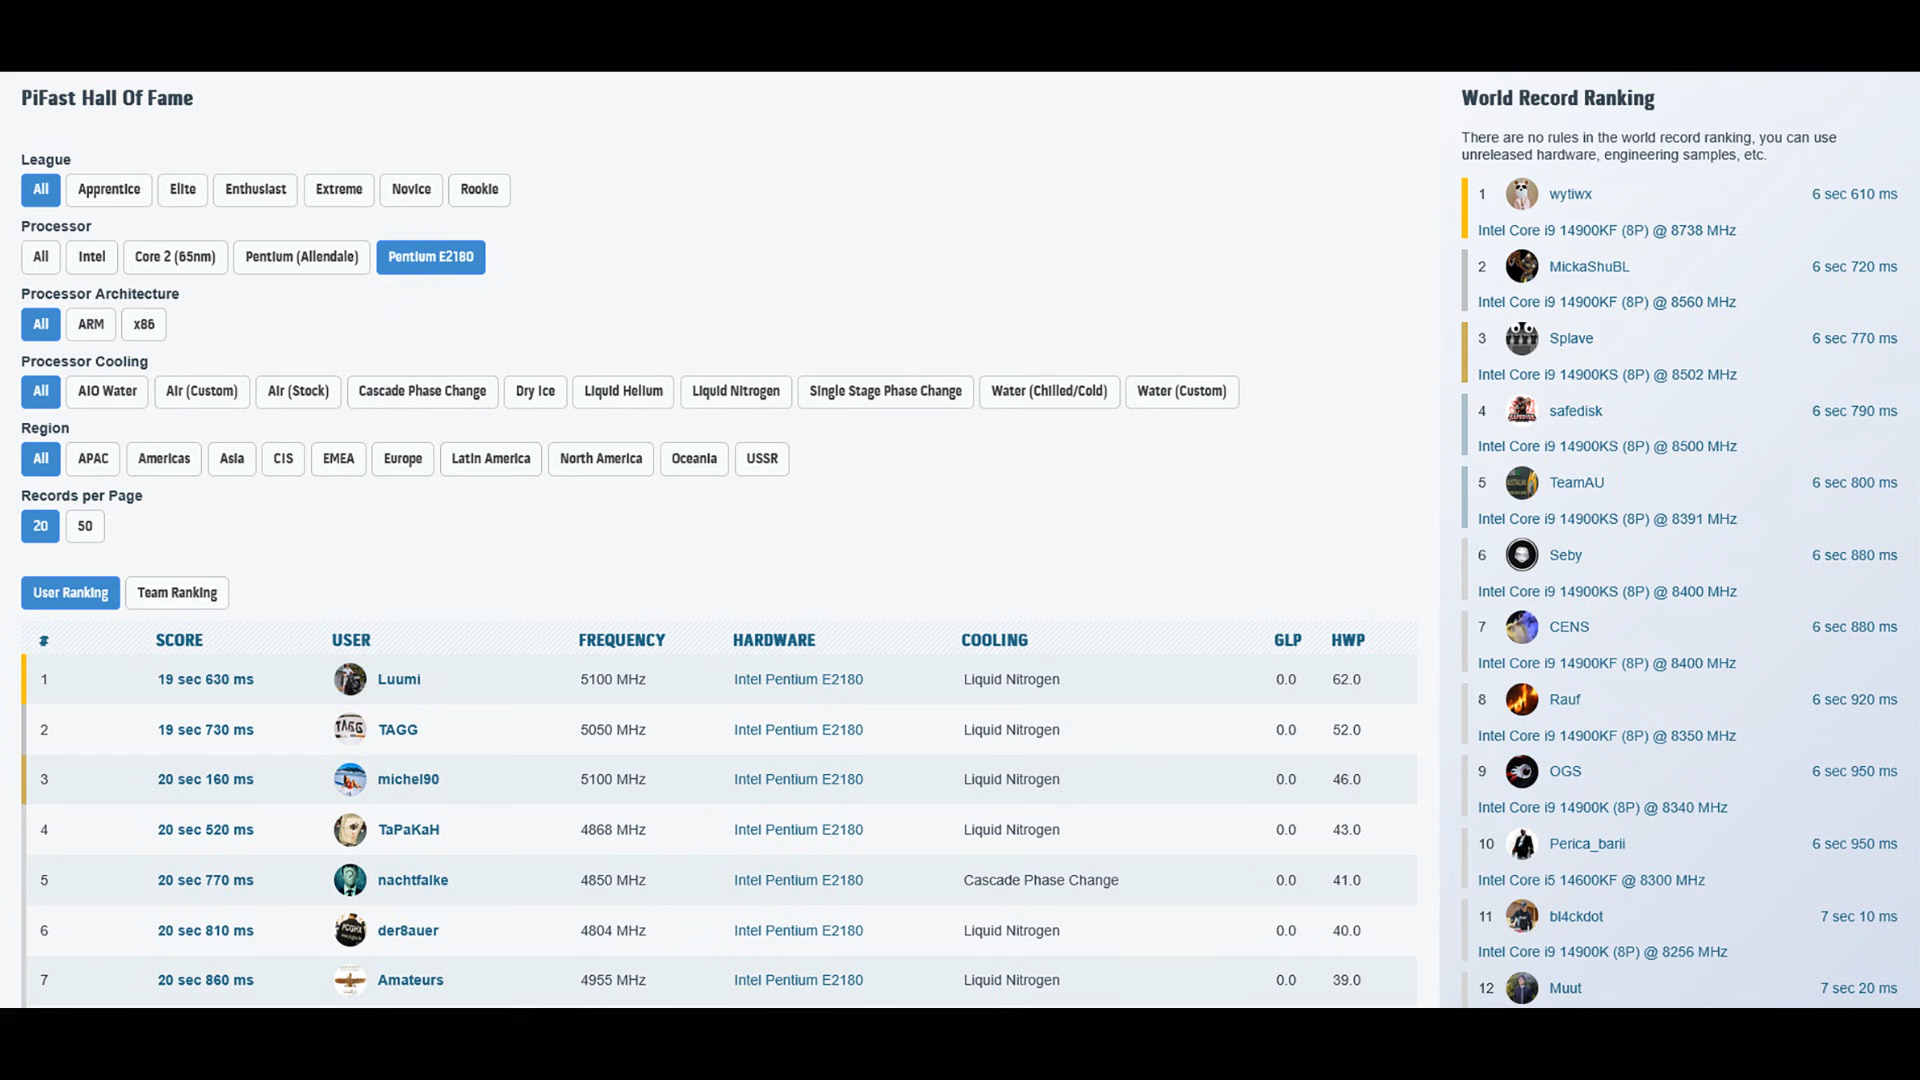 PiFast Hall Of Fame
League
All Apprentice Elite Enthusiast Extreme Novice Rookie
Processor
All Intel Core 2 (65nm) Pentium (Allendale) Pentium E2180
Processor Architecture
All ARM x86
Processor Cooling
All AIO Water Air (Custom) Air (Stock) Cascade Phase Change Dry Ice Liquid Helium Liquid Nitrogen Single Stage Phase Change Water (Chilled/Cold) Water (Custom)
Region
All APAC Americas Asia CIS EMEA Europe Latin America North America Oceania USSR
Records per Page
20 50
User Ranking Team Ranking
# SCORE USER FREQUENCY HARDWARE COOLING GLP HWP
1 19 sec 630 ms Luumi 5100 MHz Intel Pentium E2180 Liquid Nitrogen 0.0 62.0
2 19 sec 730 ms TAGG 5050 MHz Intel Pentium E2180 Liquid Nitrogen 0.0 52.0
3 20 sec 160 ms michel90 5100 MHz Intel Pentium E2180 Liquid Nitrogen 0.0 46.0
4 20 sec 520 ms TaPaKaH 4868 MHz Intel Pentium E2180 Liquid Nitrogen 0.0 43.0
5 20 sec 770 ms nachtfalke 4850 MHz Intel Pentium E2180 Cascade Phase Change 0.0 41.0
6 20 sec 810 ms der8auer 4804 MHz Intel Pentium E2180 Liquid Nitrogen 0.0 40.0
7 20 sec 860 ms Amateurs 4955 MHz Intel Pentium E2180 Liquid Nitrogen 0.0 39.0
World Record Ranking
There are no rules in the world record ranking, you can use
unreleased hardware, engineering samples, etc.
1 wytiwx 6 sec 610 ms
Intel Core i9 14900KF (8P) @ 8738 MHz
2 MickaShuBL 6 sec 720 ms
Intel Core i9 14900KF (8P) @ 8560 MHz
3 Splave 6 sec 770 ms
Intel Core i9 14900KS (8P) @ 8502 MHz
4 safedisk 6 sec 790 ms
Intel Core i9 14900KS (8P) @ 8500 MHz
5 TeamAU 6 sec 800 ms
Intel Core i9 14900KS (8P) @ 8391 MHz
6 Seby 6 sec 880 ms
Intel Core i9 14900KS (8P) @ 8400 MHz
7 CENS 6 sec 880 ms
Intel Core i9 14900KF (8P) @ 8400 MHz
8 Rauf 6 sec 920 ms
Intel Core i9 14900KF (8P) @ 8350 MHz
9 OGS 6 sec 950 ms
Intel Core i9 14900K (8P) @ 8340 MHz
10 Perica_barii 6 sec 950 ms
Intel Core i5 14600KF @ 8300 MHz
11 bl4ckdot 7 sec 10 ms
Intel Core i9 14900K (8P) @ 8256 MHz
12 Muut 7 sec 20 ms